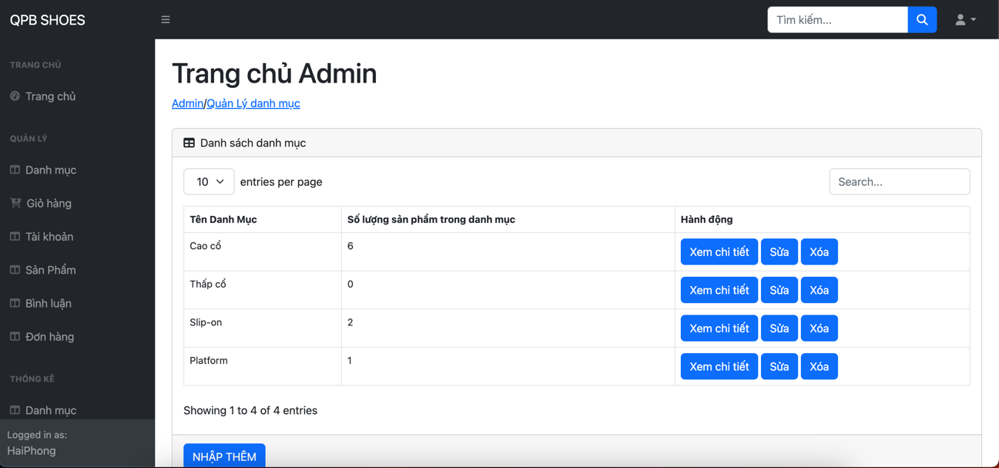 QPB SHOES
Tìm kiếm...
TRANG CHỦ
Trang chủ
QUẢN LÝ
Danh mục
Giỏ hàng
Tài khoản
Sản Phẩm
Bình luận
Đơn hàng
THỐNG KÊ
Danh mục
Logged in as:
HaiPhong
Trang chủ Admin
Admin/Quản Lý danh mục
Danh sách danh mục
10 entries per page
Search...
Tên Danh Mục Số lượng sản phẩm trong danh mục Hành động
Cao cổ 6 Xem chi tiết Sửa Xóa
Thấp cổ 0 Xem chi tiết Sửa Xóa
Slip-on 2 Xem chi tiết Sửa Xóa
Platform 1 Xem chi tiết Sửa Xóa
Showing 1 to 4 of 4 entries
NHẬP THÊM